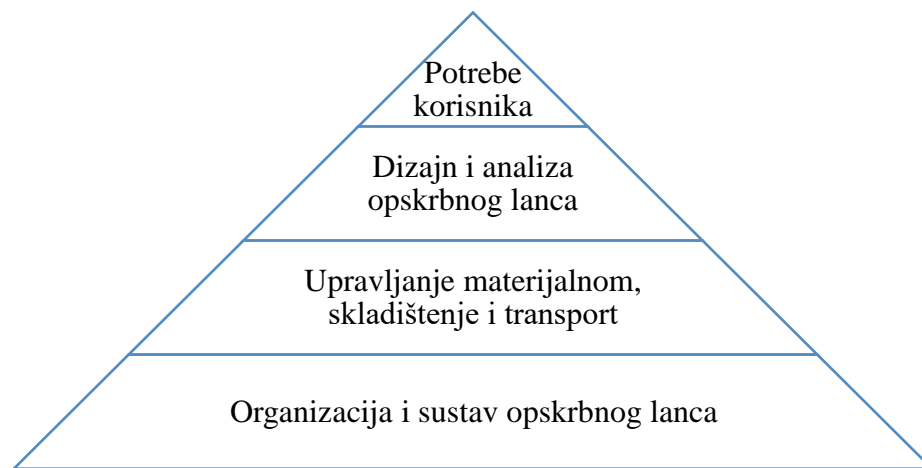 Potrebe
korisnika
Dizajn i analiza
opskrbnog lanca
Upravljanje materijalnom,
skladištenje i transport
Organizacija i sustav opskrbnog lanca